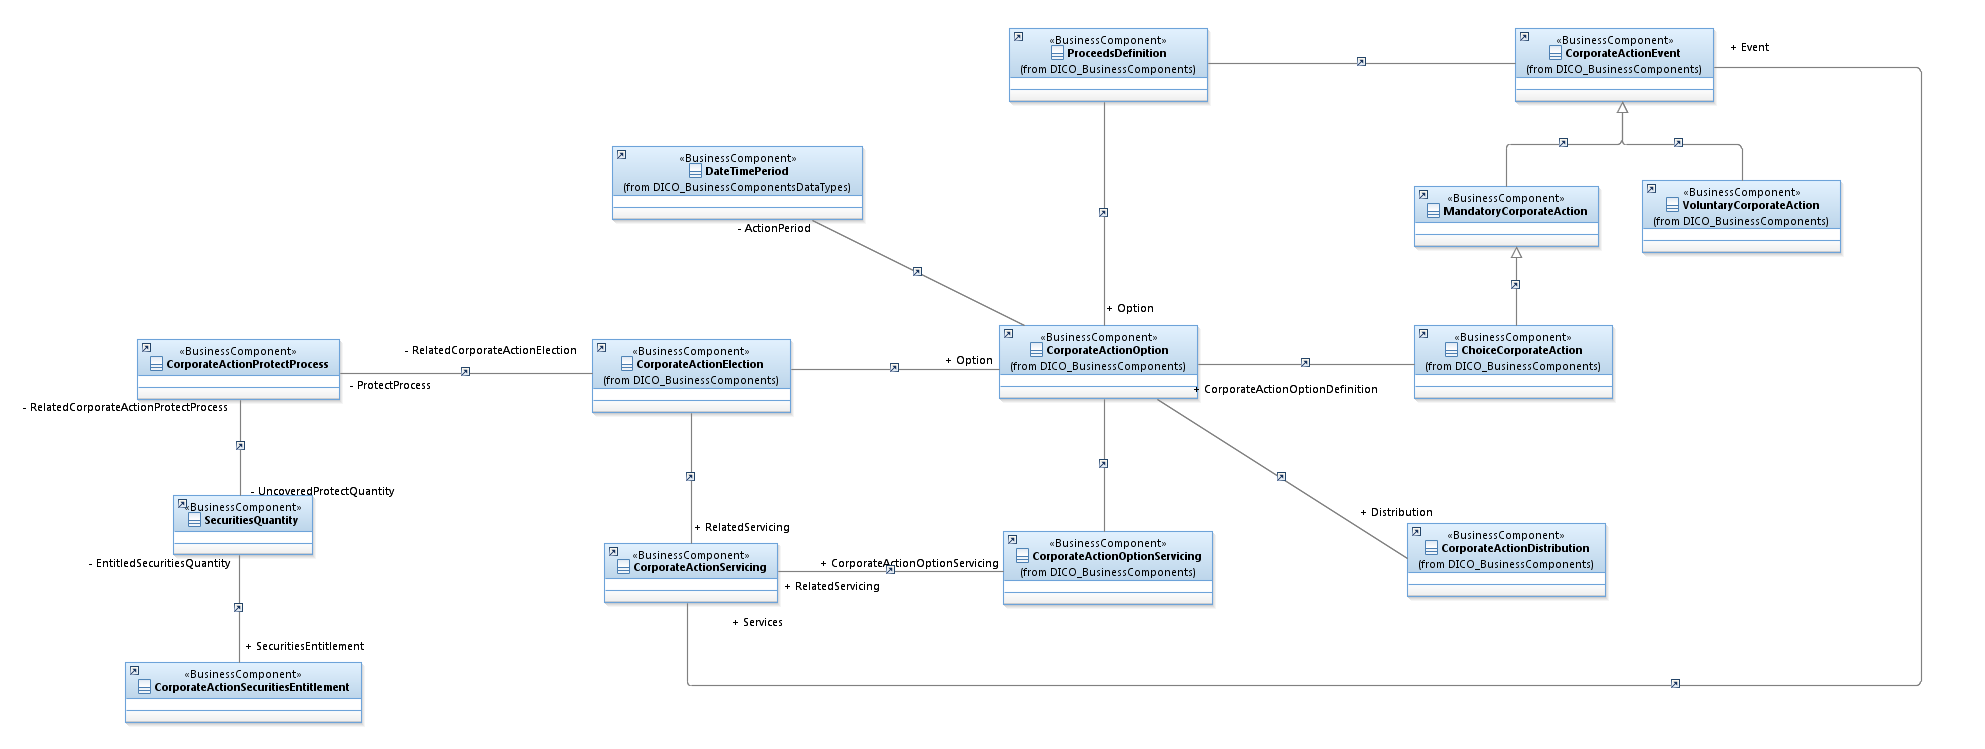 «BusinessComponent»
ProceedsDefinition
(from DICO_BusinessComponents)
«BusinessComponent»
CorporateActionEvent
(from DICO_BusinessComponents)
+ Event
«BusinessComponent»
DateTimePeriod
(from DICO_BusinessComponentsDataTypes)
- ActionPeriod
«BusinessComponent»
MandatoryCorporateAction
«BusinessComponent»
VoluntaryCorporateAction
(from DICO_BusinessComponents)
+ Option
«BusinessComponent»
CorporateActionProtectProcess
- RelatedCorporateActionElection
- ProtectProcess
- RelatedCorporateActionProtectProcess
«BusinessComponent»
CorporateActionElection
(from DICO_BusinessComponents)
+ Option
«BusinessComponent»
CorporateActionOption
(from DICO_BusinessComponents)
+ CorporateActionOptionDefinition
«BusinessComponent»
ChoiceCorporateAction
(from DICO_BusinessComponents)
- UncoveredProtectQuantity
«BusinessComponent»
SecuritiesQuantity
- EntitledSecuritiesQuantity
+ RelatedServicing
«BusinessComponent»
CorporateActionServicing
+ CorporateActionOptionServicing
+ RelatedServicing
+ Services
«BusinessComponent»
CorporateActionOptionServicing
(from DICO_BusinessComponents)
+ Distribution
«BusinessComponent»
CorporateActionDistribution
(from DICO_BusinessComponents)
+ SecuritiesEntitlement
«BusinessComponent»
CorporateActionSecuritiesEntitlement